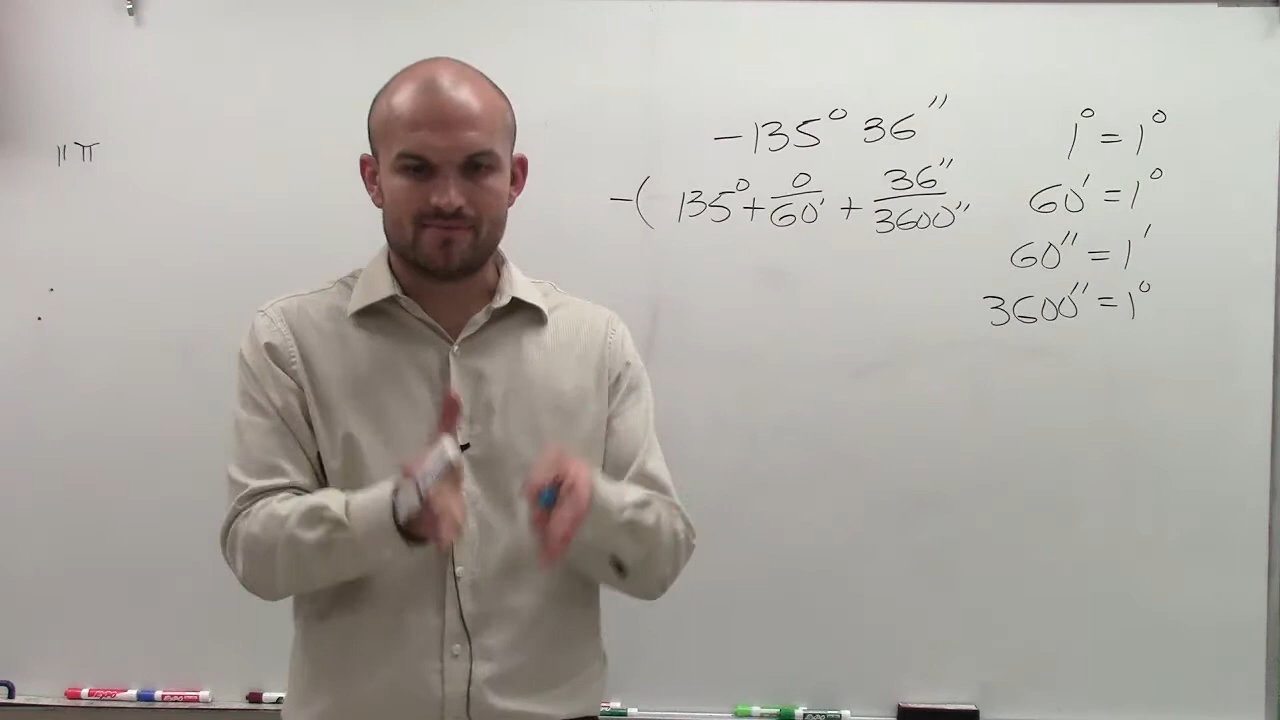 11π
-135° 36″
-( 135° + 0/60′ + 36″/3600″
1° = 1°
60′ = 1°
60″ = 1′
3600″ = 1°